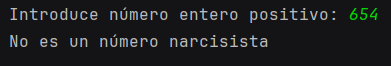 Introduce número entero positivo: 654
No es un número narcisista